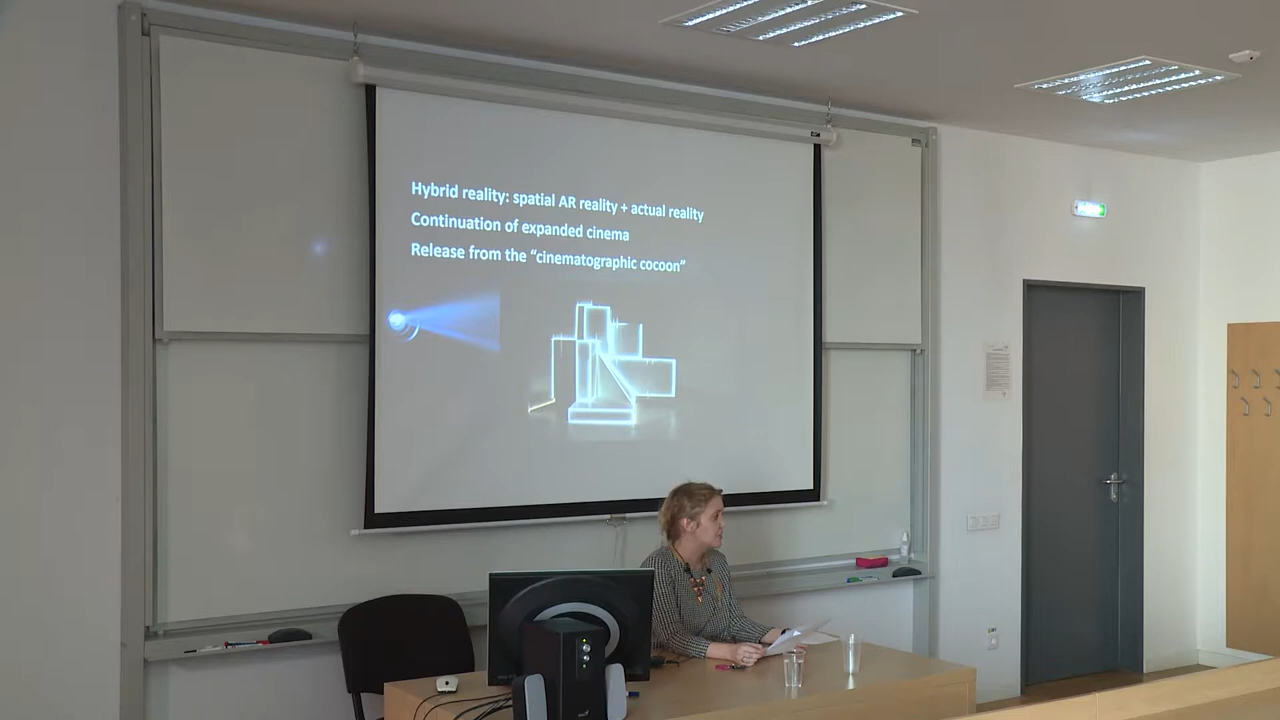 Hybrid reality: spatial AR reality + actual reality
Continuation of expanded cinema
Release from the “cinematographic cocoon”